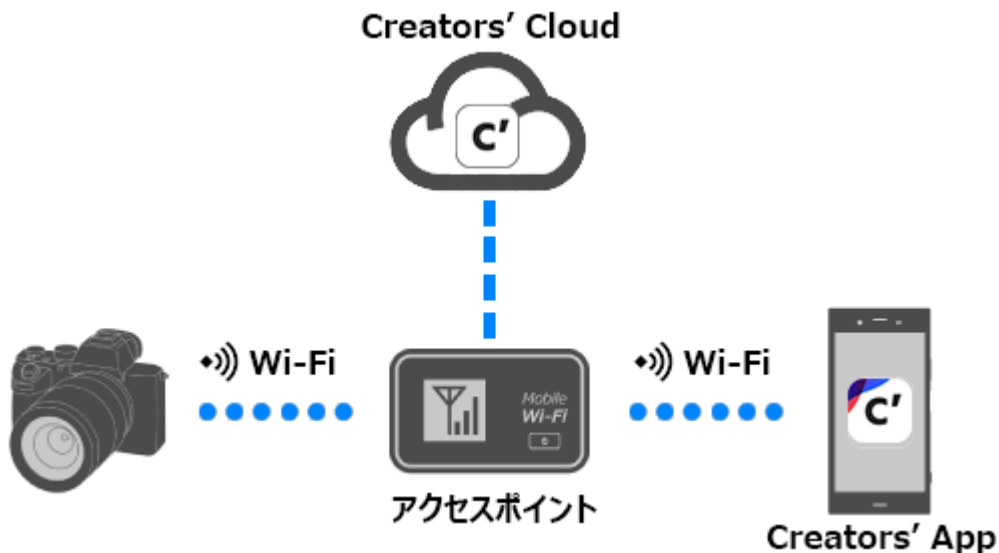 Creators’ Cloud
C’
Wi-Fi
Wi-Fi
Mobile
Wi-Fi
C’
アクセスポイント
Creators’ App